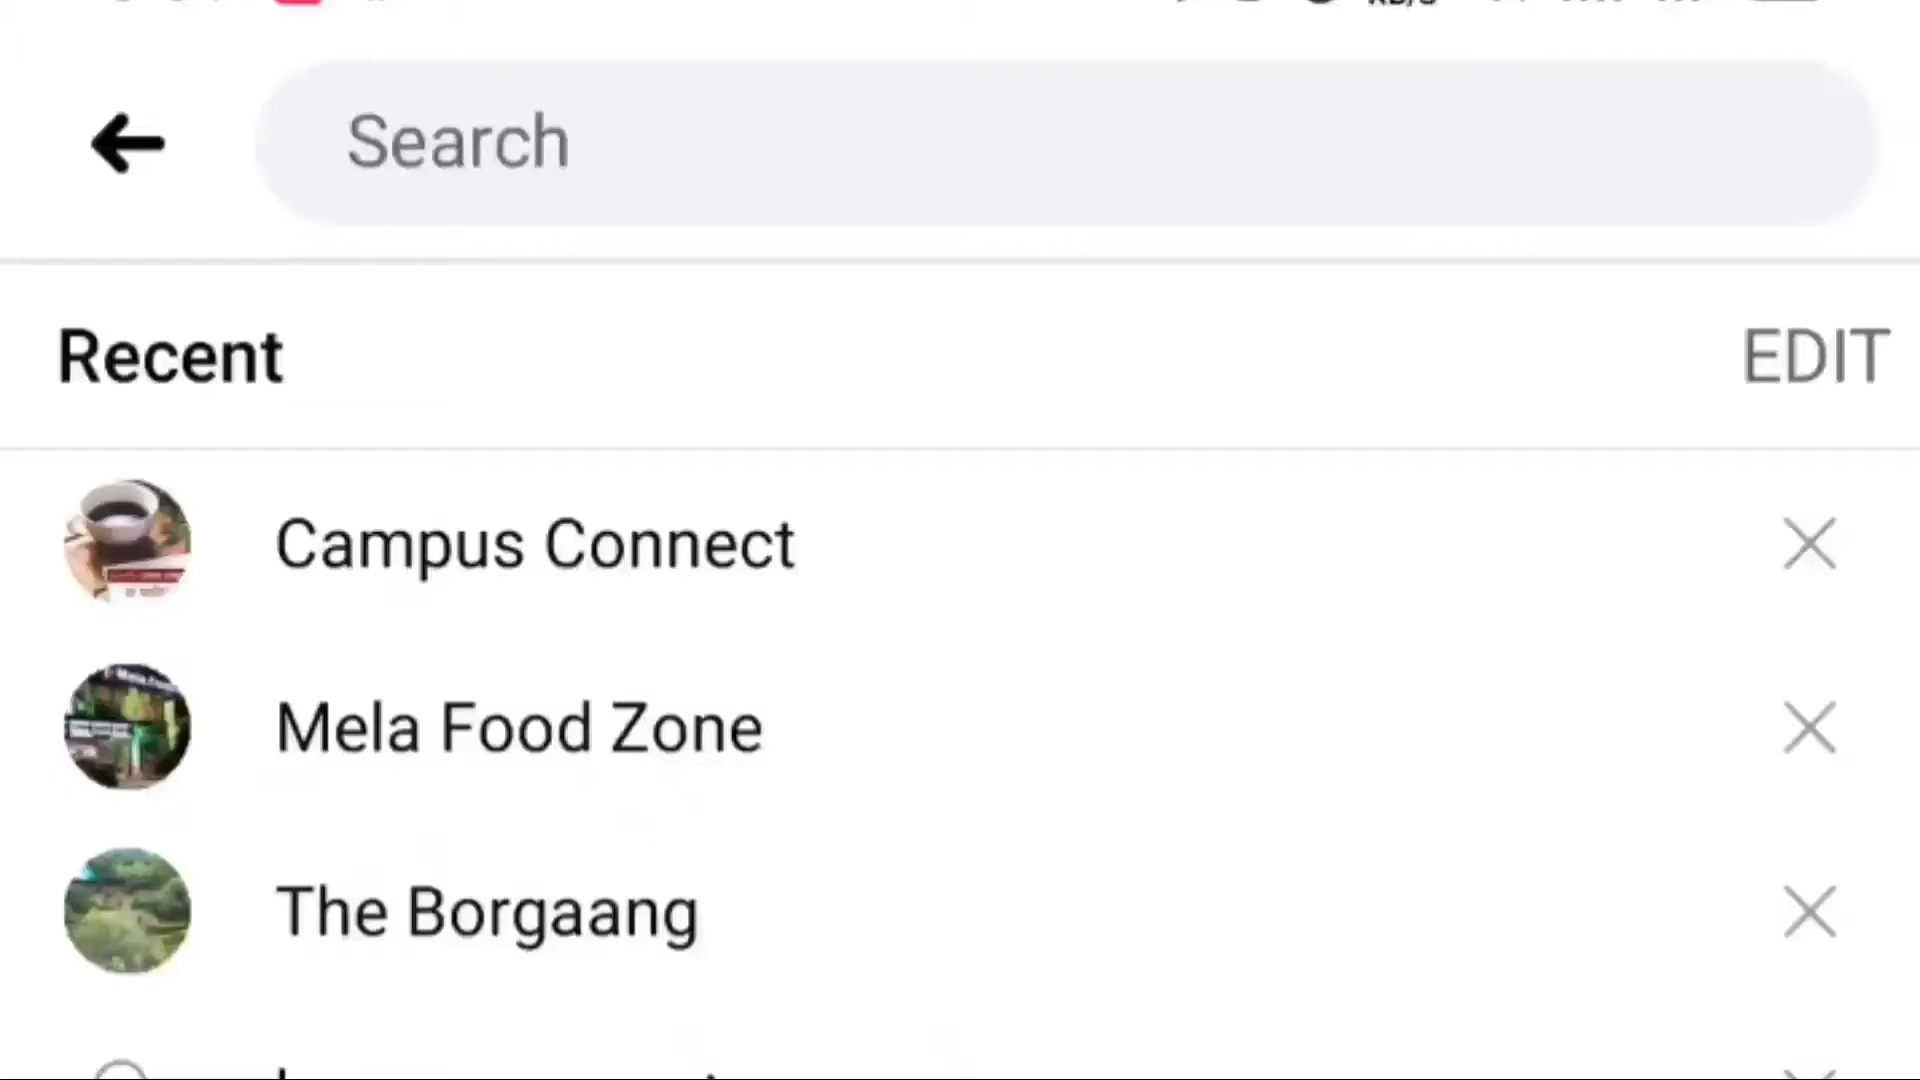 Search
Recent
EDIT
Campus Connect
Mela Food Zone
The Borgaang